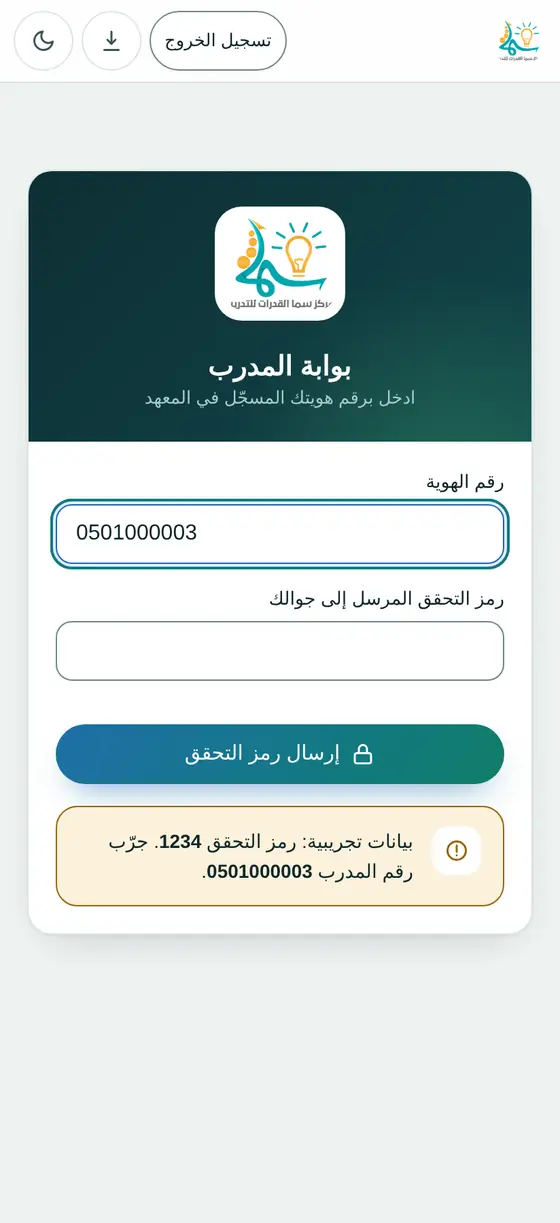 تسجيل الخروج
مركز سما القدرات للتدريب
بوابة المدرب
ادخل برقم هويتك المسجّل في المعهد
رقم الهوية
0501000003
رمز التحقق المرسل إلى جوالك
إرسال رمز التحقق
بيانات تجريبية: رمز التحقق 1234. جرّب
رقم المدرب 0501000003.